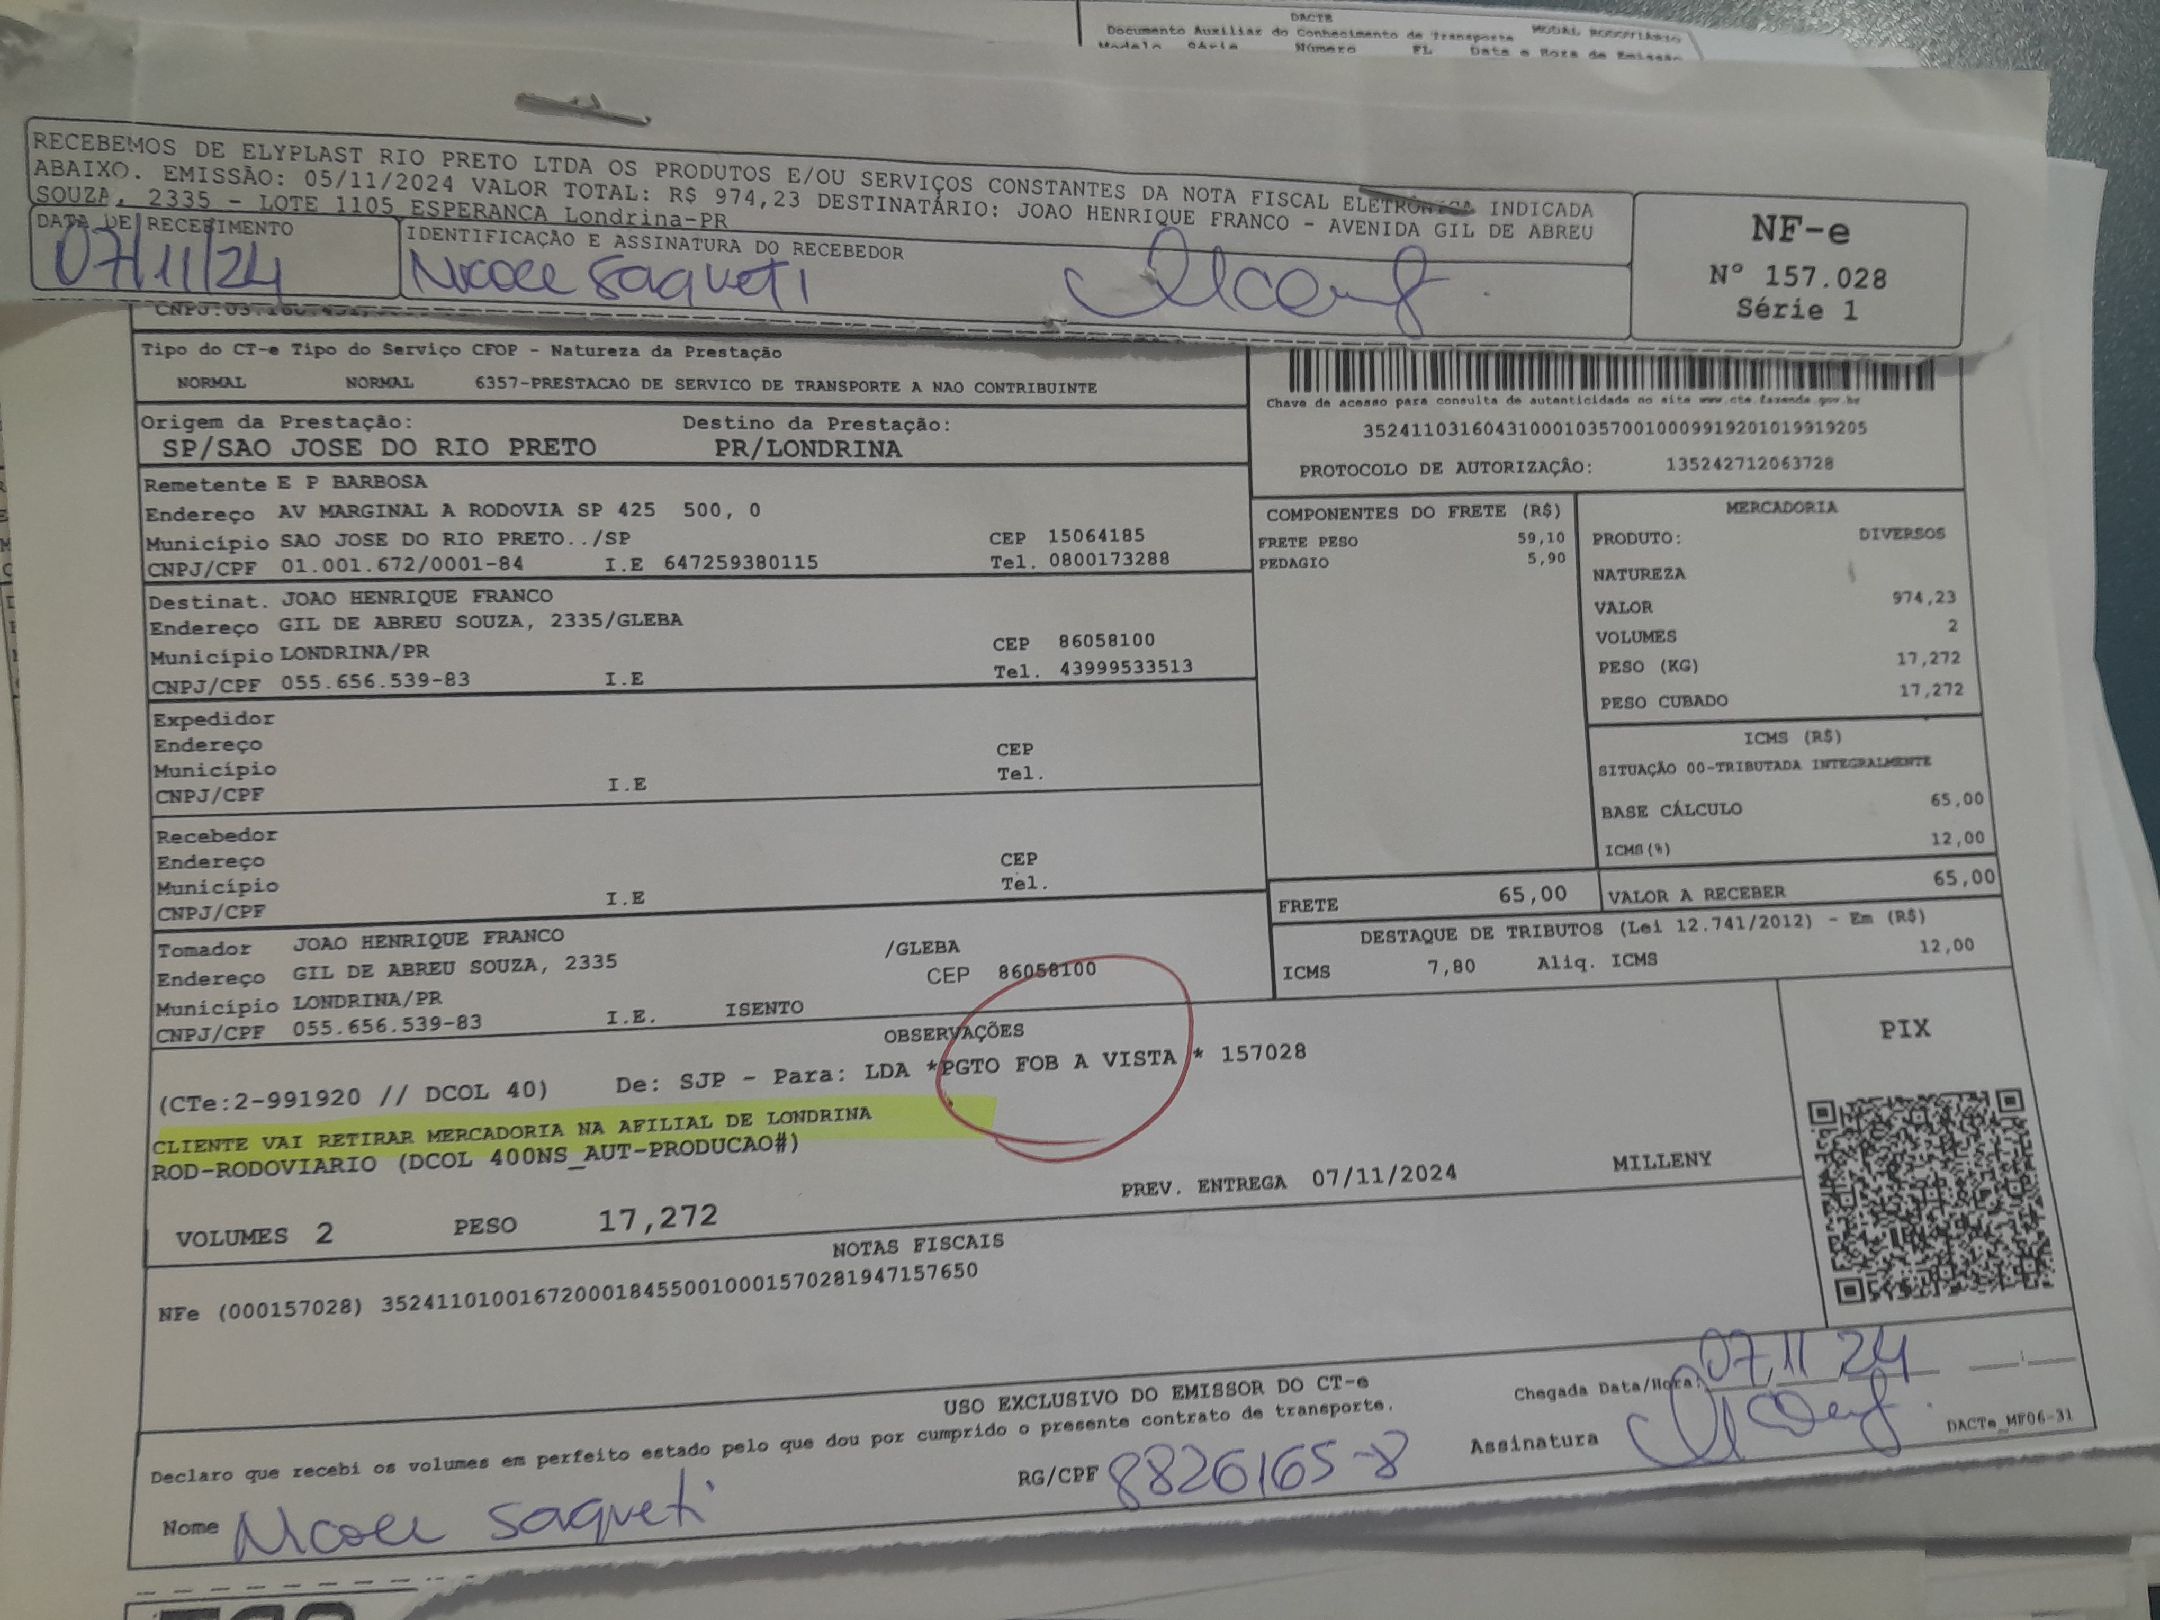 DACTE
Documento Auxiliar do Conhecimento de Transporte MODAL RODOVIÁRIO
Modelo Série Número FL Data e Hora de Emissão
RECEBEMOS DE ELYPLAST RIO PRETO LTDA OS PRODUTOS E/OU SERVIÇOS CONSTANTES DA NOTA FISCAL ELETRÔNICA INDICADA
ABAIXO. EMISSÃO: 05/11/2024 VALOR TOTAL: R$ 974,23 DESTINATÁRIO: JOAO HENRIQUE FRANCO - AVENIDA GIL DE ABREU
SOUZA, 2335 - LOTE 1105 ESPERANCA Londrina-PR
DATA DE RECEBIMENTO
07/11/24
IDENTIFICAÇÃO E ASSINATURA DO RECEBEDOR
Nicole Saqueti
NF-e
Nº 157.028
Série 1
Tipo do CT-e Tipo do Serviço CFOP - Natureza da Prestação
NORMAL NORMAL 6357-PRESTACAO DE SERVICO DE TRANSPORTE A NAO CONTRIBUINTE
Chave de acesso para consulta de autenticidade no site www.cte.fazenda.gov.br
35241103160431000103570010009919201019919205
PROTOCOLO DE AUTORIZAÇÃO: 135242712063728
Origem da Prestação: Destino da Prestação:
SP/SAO JOSE DO RIO PRETO PR/LONDRINA
Remetente E P BARBOSA
Endereço AV MARGINAL A RODOVIA SP 425 500, 0
Município SAO JOSE DO RIO PRETO../SP CEP 15064185
CNPJ/CPF 01.001.672/0001-84 I.E 647259380115 Tel. 0800173288
Destinat. JOAO HENRIQUE FRANCO
Endereço GIL DE ABREU SOUZA, 2335/GLEBA
Município LONDRINA/PR CEP 86058100
CNPJ/CPF 055.656.539-83 I.E Tel. 43999533513
Expedidor
Endereço
Município CEP
CNPJ/CPF I.E Tel.
Recebedor
Endereço
Município CEP
CNPJ/CPF I.E Tel.
Tomador JOAO HENRIQUE FRANCO
Endereço GIL DE ABREU SOUZA, 2335 /GLEBA
Município LONDRINA/PR CEP 86058100
CNPJ/CPF 055.656.539-83 I.E. ISENTO
COMPONENTES DO FRETE (R$)
FRETE PESO 59,10
PEDAGIO 5,90
MERCADORIA
PRODUTO: DIVERSOS
NATUREZA
VALOR 974,23
VOLUMES 2
PESO (KG) 17,272
PESO CUBADO 17,272
ICMS (R$)
SITUAÇÃO 00-TRIBUTADA INTEGRALMENTE
BASE CÁLCULO 65,00
ICMS(%) 12,00
FRETE 65,00
VALOR A RECEBER 65,00
DESTAQUE DE TRIBUTOS (Lei 12.741/2012) - Em (R$)
ICMS 7,80 Aliq. ICMS 12,00
OBSERVAÇÕES
(CTe:2-991920 // DCOL 40) De: SJP - Para: LDA *PGTO FOB A VISTA * 157028
CLIENTE VAI RETIRAR MERCADORIA NA AFILIAL DE LONDRINA
ROD-RODOVIARIO (DCOL 400NS_AUT-PRODUCAO#)
PREV. ENTREGA 07/11/2024 MILLENY
VOLUMES 2 PESO 17,272
PIX
NOTAS FISCAIS
NFe (000157028) 35241101001672000184550010001570281947157650
USO EXCLUSIVO DO EMISSOR DO CT-e
Declaro que recebi os volumes em perfeito estado pelo que dou por cumprido o presente contrato de transporte.
Chegada Data/Hora: 07 11 24
Nome Nicole Saqueti
RG/CPF 8826165-8
Assinatura
DACTe_MF06-31